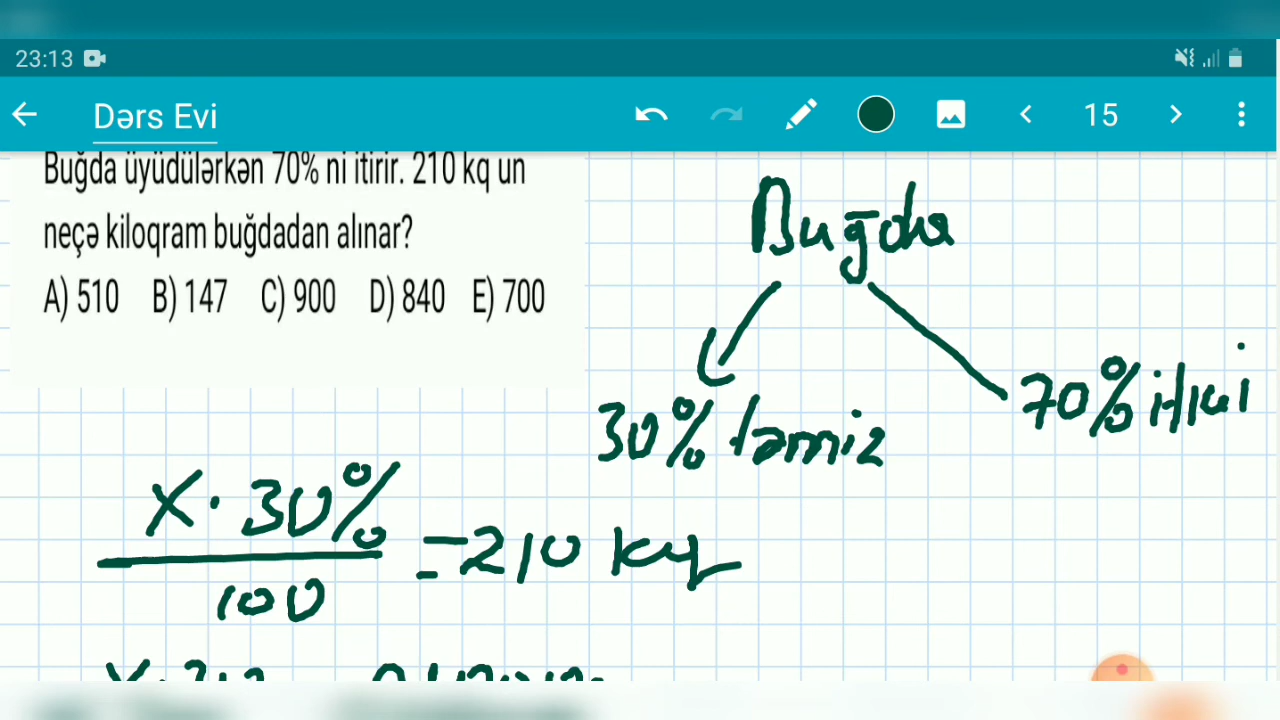 23:13
Dərs Evi
15
Buğda üyüdülərkən 70% ni itirir. 210 kq un
neçə kiloqram buğdadan alınar?
A) 510 B) 147 C) 900 D) 840 E) 700
Buğda
30% təmiz
70% itki
X · 30%
100
= 210 kq